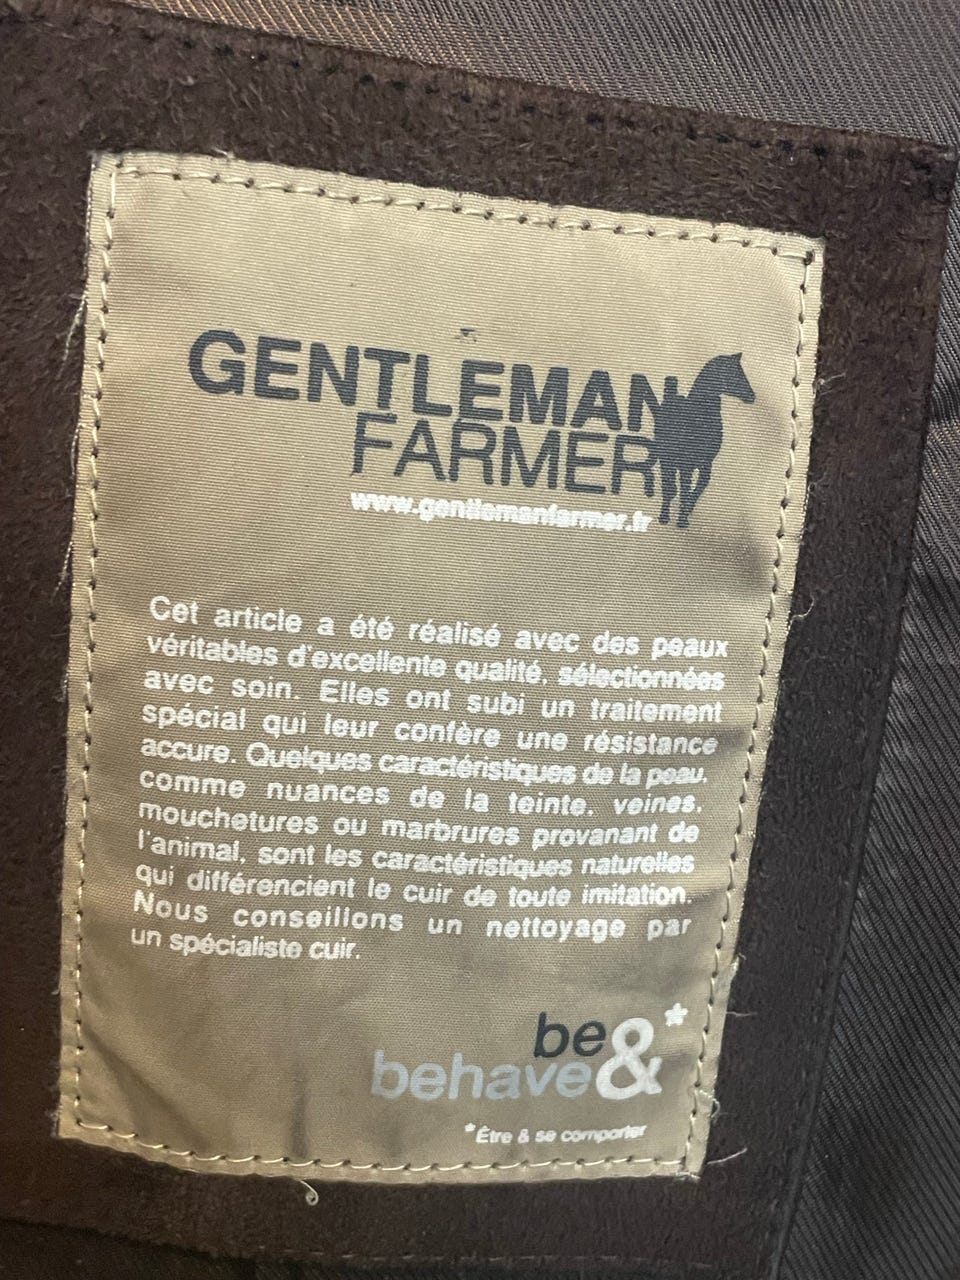 GENTLEMAN
FARMER
www.gentlemanfarmer.fr
Cet article a été réalisé avec des peaux
véritables d'excellente qualité, sélectionnées
avec soin. Elles ont subi un traitement
spécial qui leur confère une résistance
accure. Quelques caractéristiques de la peau,
comme nuances de la teinte, veines,
mouchetures ou marbrures provanant de
l'animal, sont les caractéristiques naturelles
qui différencient le cuir de toute imitation.
Nous conseillons un nettoyage par
un spécialiste cuir.
be &*
behave
*Être & se comporter